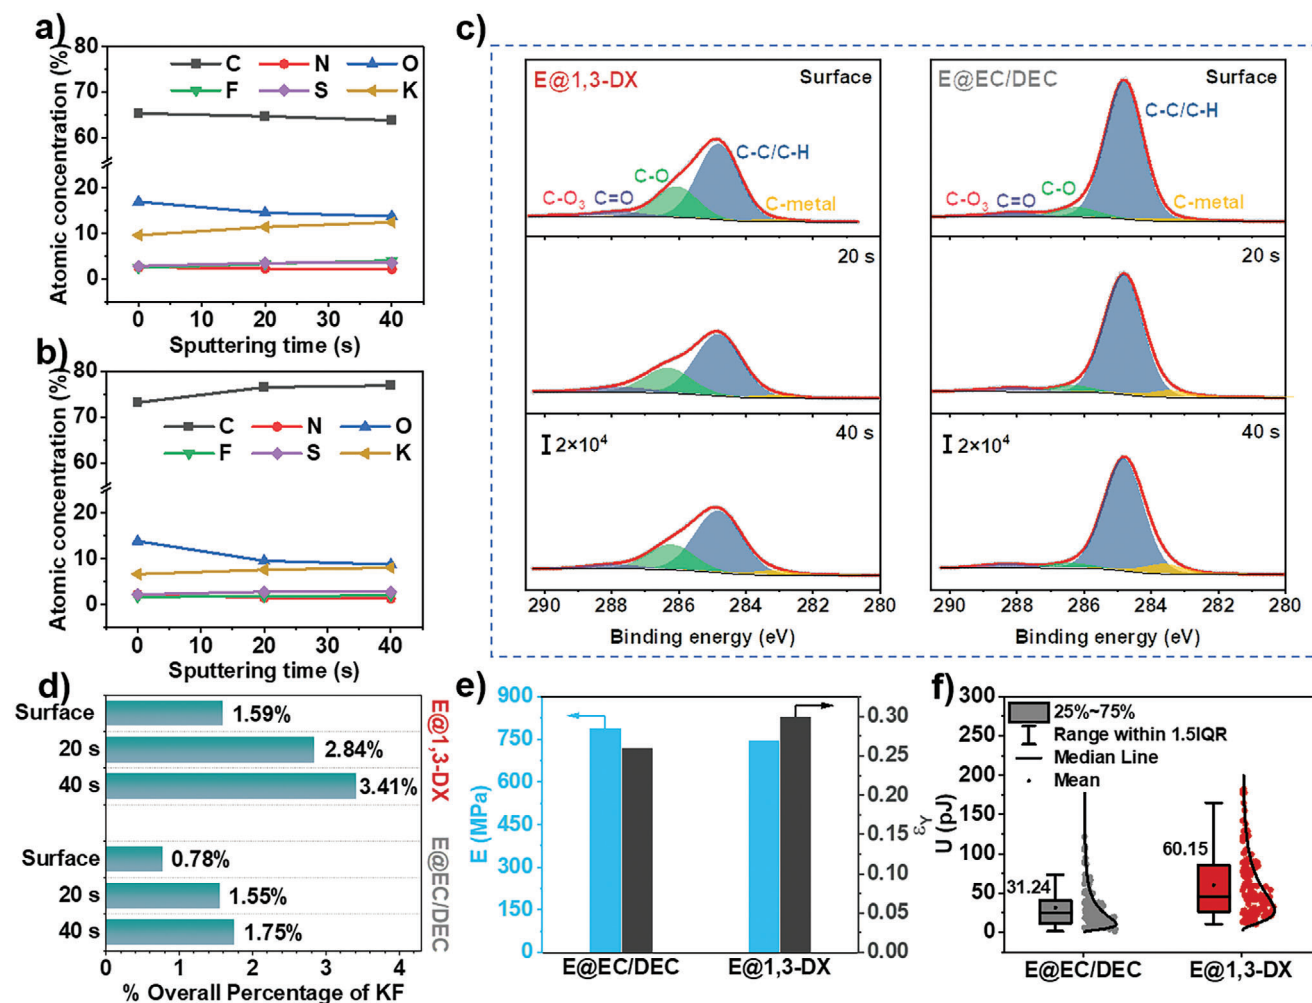 a)
Atomic concentration (%)
80
60
20
10
0
C N O
F S K
0 10 20 30 40
Sputtering time (s)
b)
Atomic concentration (%)
80
70
20
10
0
C N O
F S K
0 10 20 30 40
Sputtering time (s)
c)
E@1,3-DX
Surface
C-C/C-H
C-O
C-O₃ C=O
C-metal
20 s
40 s
2×10⁴
290 288 286 284 282 280
Binding energy (eV)
E@EC/DEC
Surface
C-C/C-H
C-O
C-O₃ C=O
C-metal
20 s
40 s
2×10⁴
290 288 286 284 282 280
Binding energy (eV)
d)
Surface 1.59%
20 s 2.84%
40 s 3.41%
E@1,3-DX
Surface 0.78%
20 s 1.55%
40 s 1.75%
E@EC/DEC
0 1 2 3 4
% Overall Percentage of KF
e)
E (MPa)
900
750
600
450
300
150
0
0.30
0.25
0.20
0.15
0.10
0.05
0.00
εY
E@EC/DEC E@1,3-DX
f)
U (pJ)
300
250
200
150
100
50
0
25%~75%
Range within 1.5IQR
Median Line
Mean
31.24
60.15
E@EC/DEC E@1,3-DX